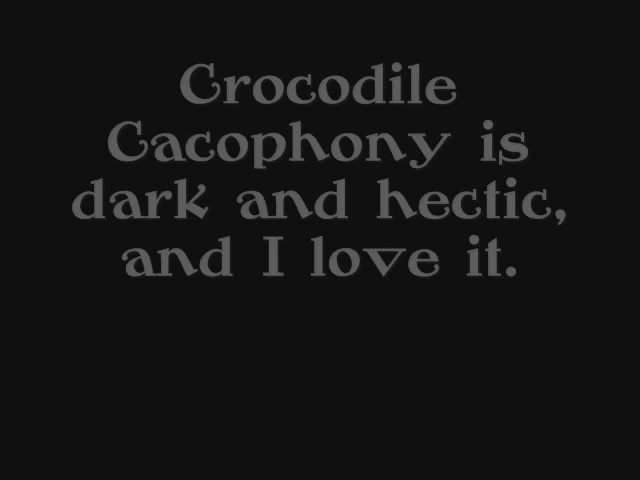 Crocodile
Cacophony is
dark and hectic,
and I love it.